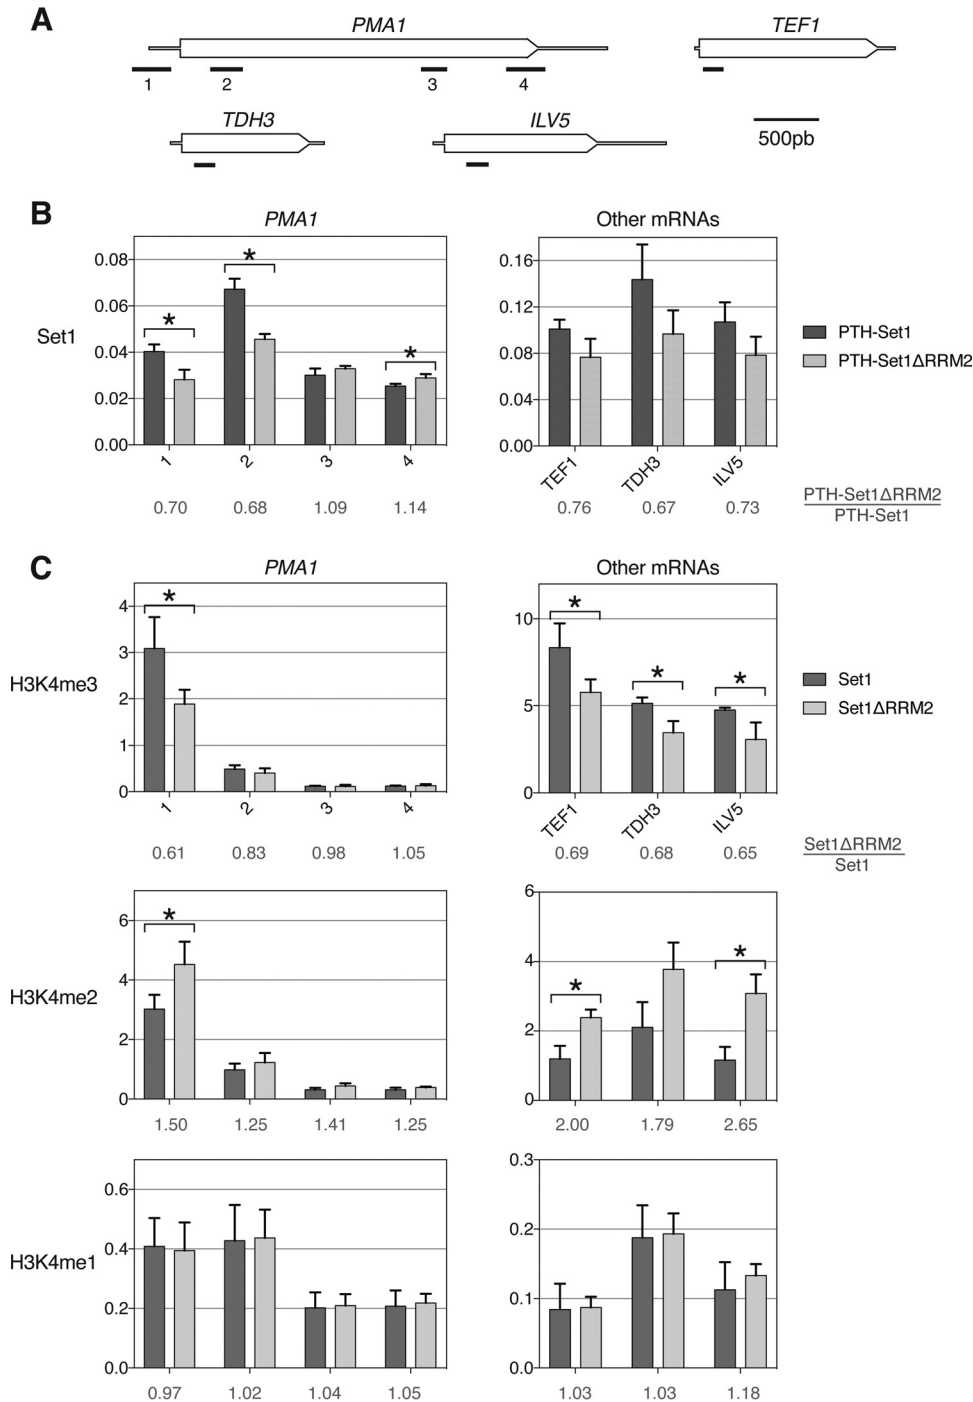 A
PMA1
TEF1
1 2 3 4
TDH3
ILV5
500pb
B
PMA1
Other mRNAs
Set1
0.08
0.06
0.04
0.02
0.00
*
*
*
1 2 3 4
0.70 0.68 1.09 1.14
0.16
0.12
0.08
0.04
0.00
TEF1 TDH3 ILV5
0.76 0.67 0.73
PTH-Set1
PTH-Set1ΔRRM2
PTH-Set1ΔRRM2
PTH-Set1
C
PMA1
Other mRNAs
H3K4me3
4
3
2
1
0
*
1 2 3 4
0.61 0.83 0.98 1.05
10
5
0
*
*
*
TEF1 TDH3 ILV5
0.69 0.68 0.65
Set1
Set1ΔRRM2
Set1ΔRRM2
Set1
H3K4me2
6
4
2
0
*
1.50 1.25 1.41 1.25
6
4
2
0
*
*
2.00 1.79 2.65
H3K4me1
0.6
0.4
0.2
0.0
0.97 1.02 1.04 1.05
0.3
0.2
0.1
0.0
1.03 1.03 1.18